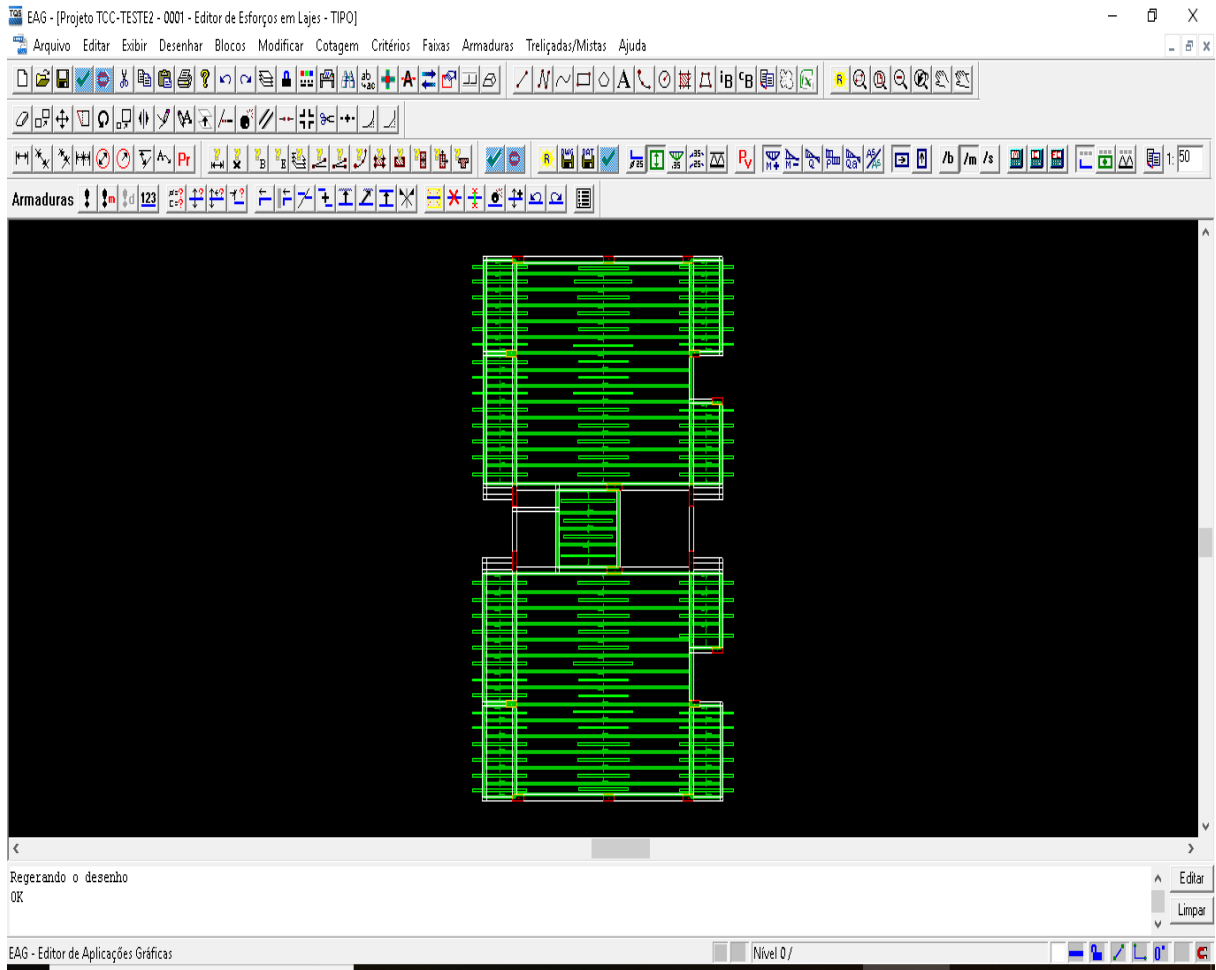 TQS EAG - [Projeto TCC-TESTE2 - 0001 - Editor de Esforços em Lajes - TIPO]
Arquivo Editar Exibir Desenhar Blocos Modificar Cotagem Critérios Faixas Armaduras Treliçadas/Mistas Ajuda
/b /m /s 1: 50
Armaduras 123
Regerando o desenho
OK
Editar
Limpar
EAG - Editor de Aplicações Gráficas Nível 0 /